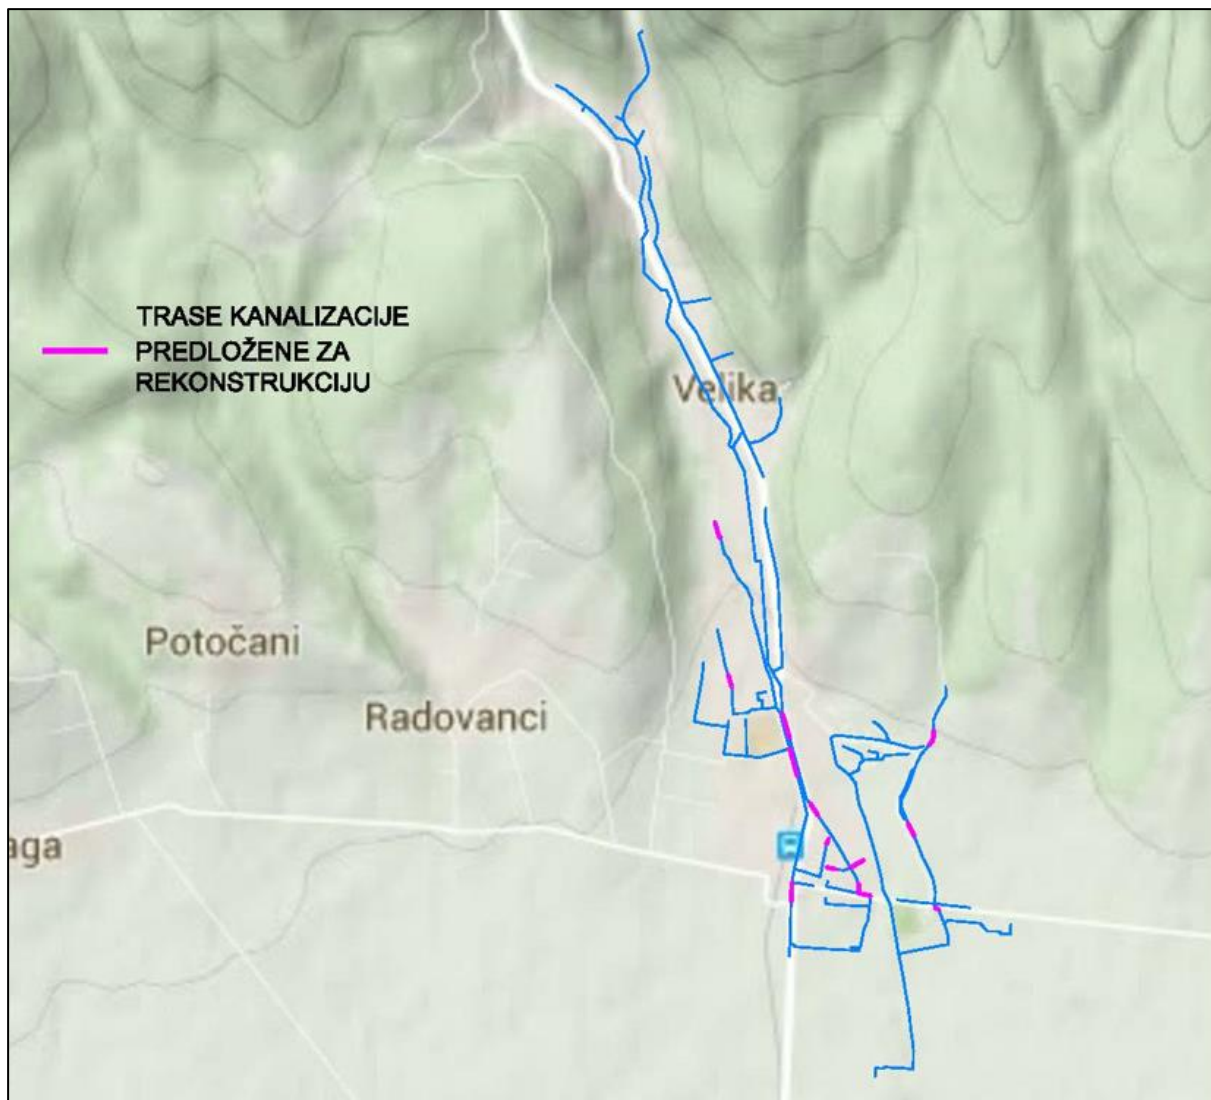 TRASE KANALIZACIJE
PREDLOŽENE ZA
REKONSTRUKCIJU
Velika
Potočani
Radovanci
aga